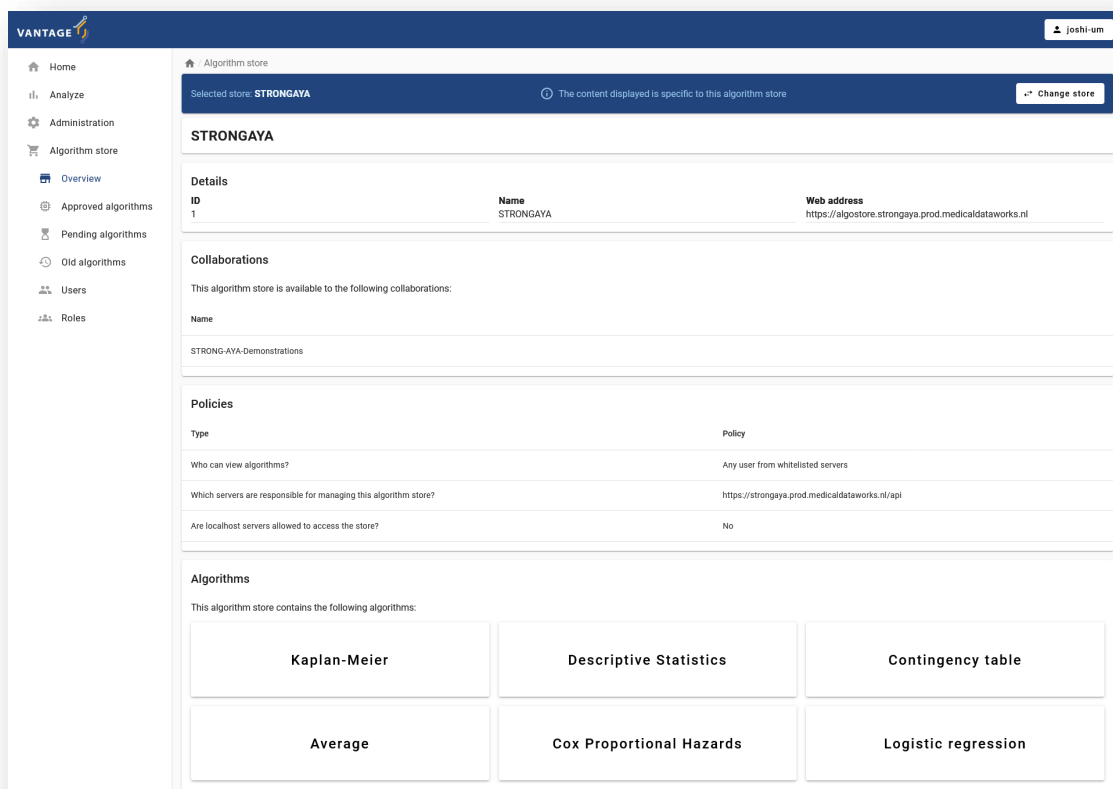 VANTAGE
joshi-um
Home
Analyze
Administration
Algorithm store
Overview
Approved algorithms
Pending algorithms
Old algorithms
Users
Roles
/ Algorithm store
Selected store: STRONGAYA
The content displayed is specific to this algorithm store
Change store
STRONGAYA
Details
ID Name Web address
1 STRONGAYA https://algostore.strongaya.prod.medicaldataworks.nl
Collaborations
This algorithm store is available to the following collaborations:
Name
STRONG-AYA-Demonstrations
Policies
Type Policy
Who can view algorithms? Any user from whitelisted servers
Which servers are responsible for managing this algorithm store? https://strongaya.prod.medicaldataworks.nl/api
Are localhost servers allowed to access the store? No
Algorithms
This algorithm store contains the following algorithms:
Kaplan-Meier Descriptive Statistics Contingency table
Average Cox Proportional Hazards Logistic regression